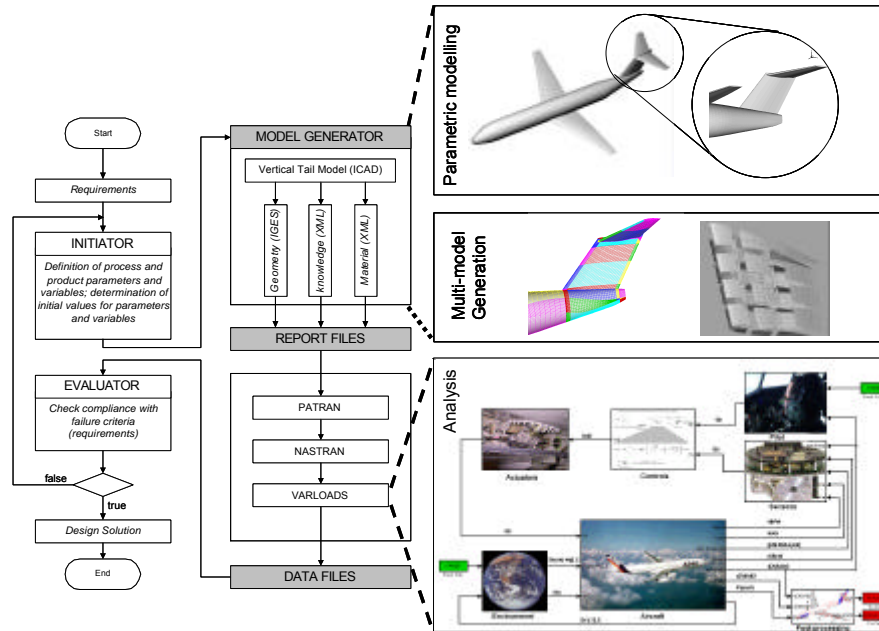 Start
Requirements
INITIATOR
Definition of process and
product parameters and
variables; determination of
initial values for parameters
and variables
EVALUATOR
Check compliance with
failure criteria
(requirements)
false
true
Design Solution
End
MODEL GENERATOR
Vertical Tail Model (ICAD)
Geometry (IGES)
knowledge (XML)
Material (XML)
REPORT FILES
PATRAN
NASTRAN
VARLOADS
DATA FILES
Parametric modelling
Multi-model
Generation
Analysis
Actuators
Controls
Pilot
Sensors
Environment
Aircraft
Post-processing